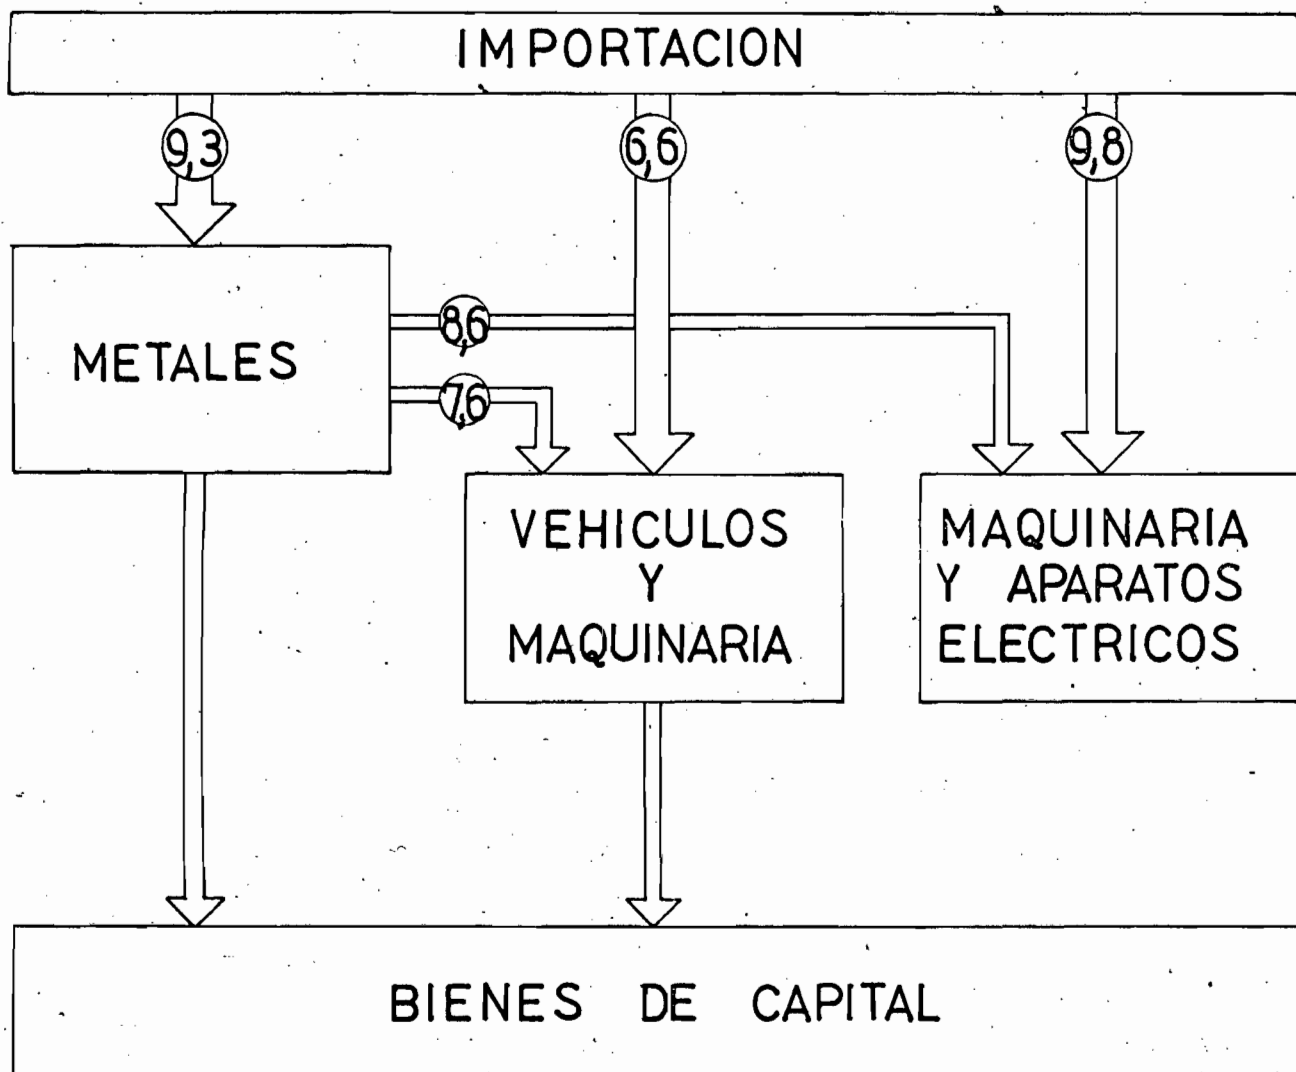 IMPORTACION
9,3
6,6
9,8
8,6
7,6
METALES
VEHICULOS
Y
MAQUINARIA
MAQUINARIA
Y APARATOS
ELECTRICOS
BIENES DE CAPITAL